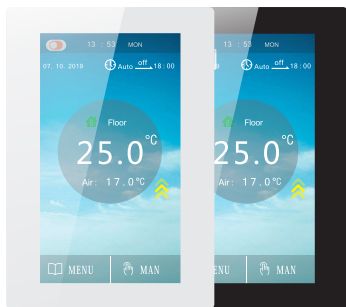 13 : 53 MON
07. 10. 2019 Auto off 18 : 00
Floor
25.0°C
Air: 17.0°C
MENU MAN
13 : 53 MON
Auto off 18 : 00
Floor
25.0°C
Air: 17.0°C
ENU MAN